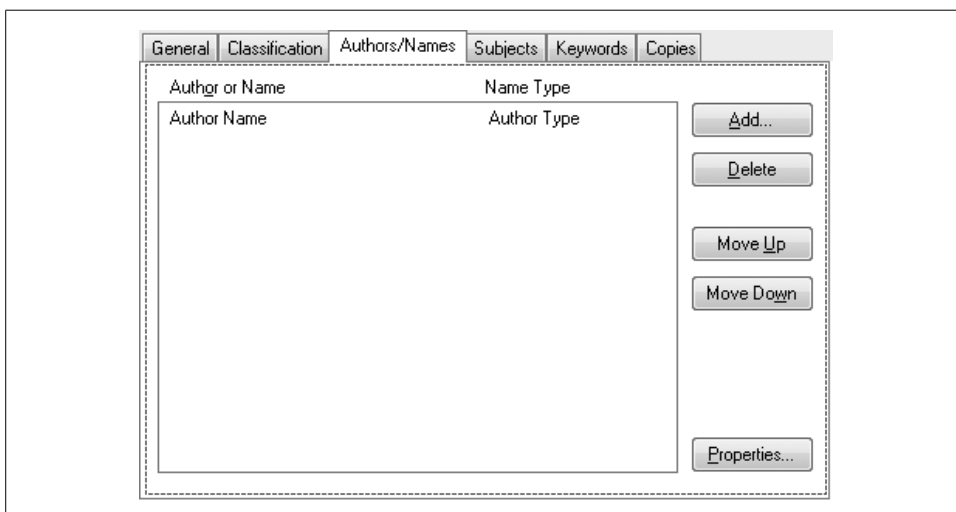 General Classification Authors/Names Subjects Keywords Copies
Author or Name Name Type
Author Name Author Type
Add...
Delete
Move Up
Move Down
Properties...